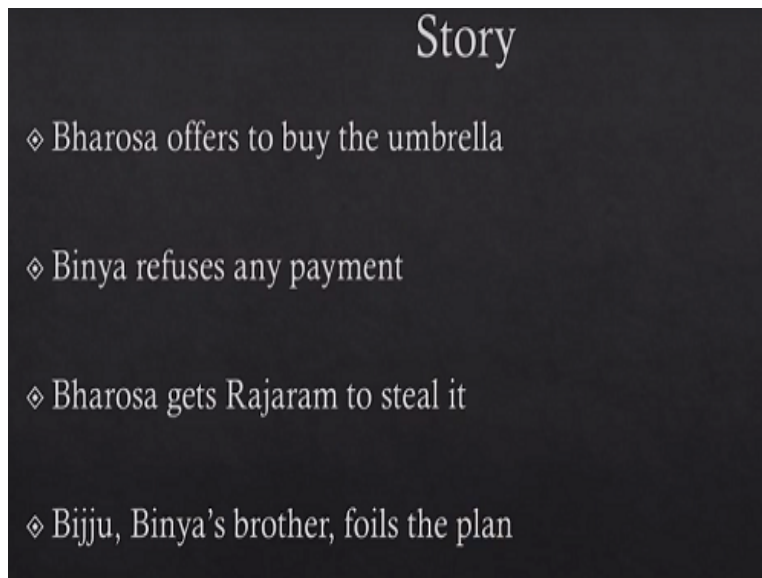 Story
Bharosa offers to buy the umbrella
Binya refuses any payment
Bharosa gets Rajaram to steal it
Bijju, Binya’s brother, foils the plan